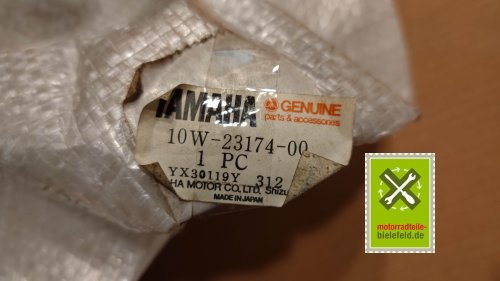 YAMAHA
GENUINE
parts & accessories
10W-23174-00
1 PC
YX30119Y 312
HA MOTOR CO.,LTD. Shizu
MADE IN JAPAN
motorradteile-
bielefeld.de